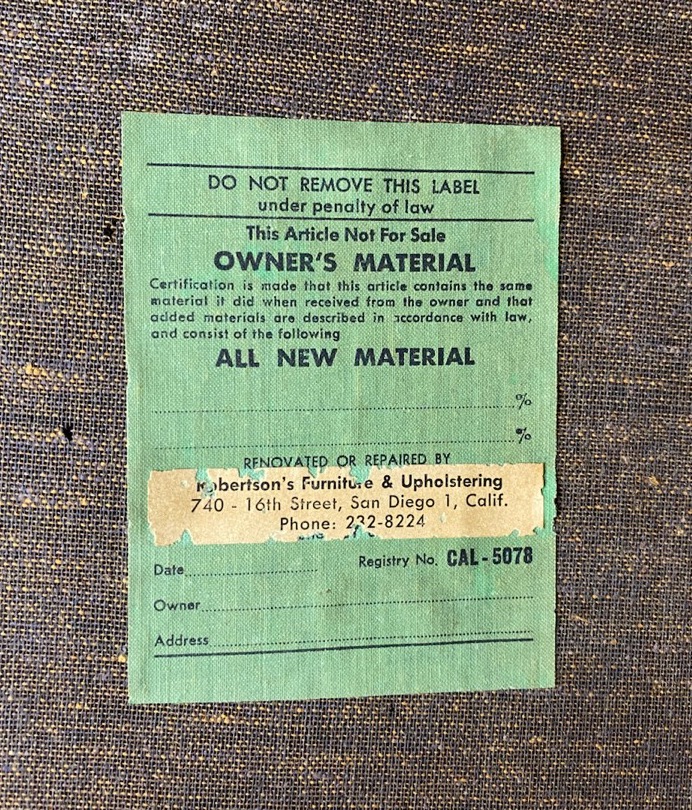 DO NOT REMOVE THIS LABEL
under penalty of law
This Article Not For Sale
OWNER'S MATERIAL
Certification is made that this article contains the same
material it did when received from the owner and that
added materials are described in accordance with law,
and consist of the following
ALL NEW MATERIAL
%
%
RENOVATED OR REPAIRED BY
Robertson's Furniture & Upholstering
740 - 16th Street, San Diego 1, Calif.
Phone: 232-8224
Date Registry No. CAL-5078
Owner
Address